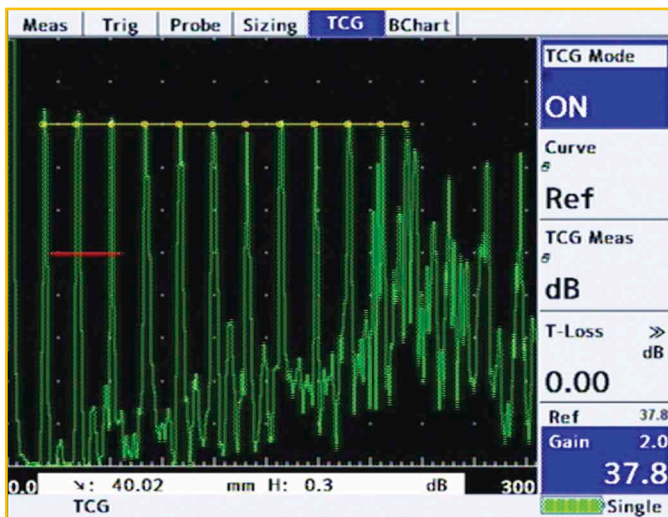 Meas Trig Probe Sizing TCG BChart
TCG Mode
ON
Curve
Ref
TCG Meas
dB
T-Loss »
dB
0.00
Ref 37.8
Gain 2.0
37.8
0.0 ↘: 40.02 mm H: 0.3 dB 300
TCG Single